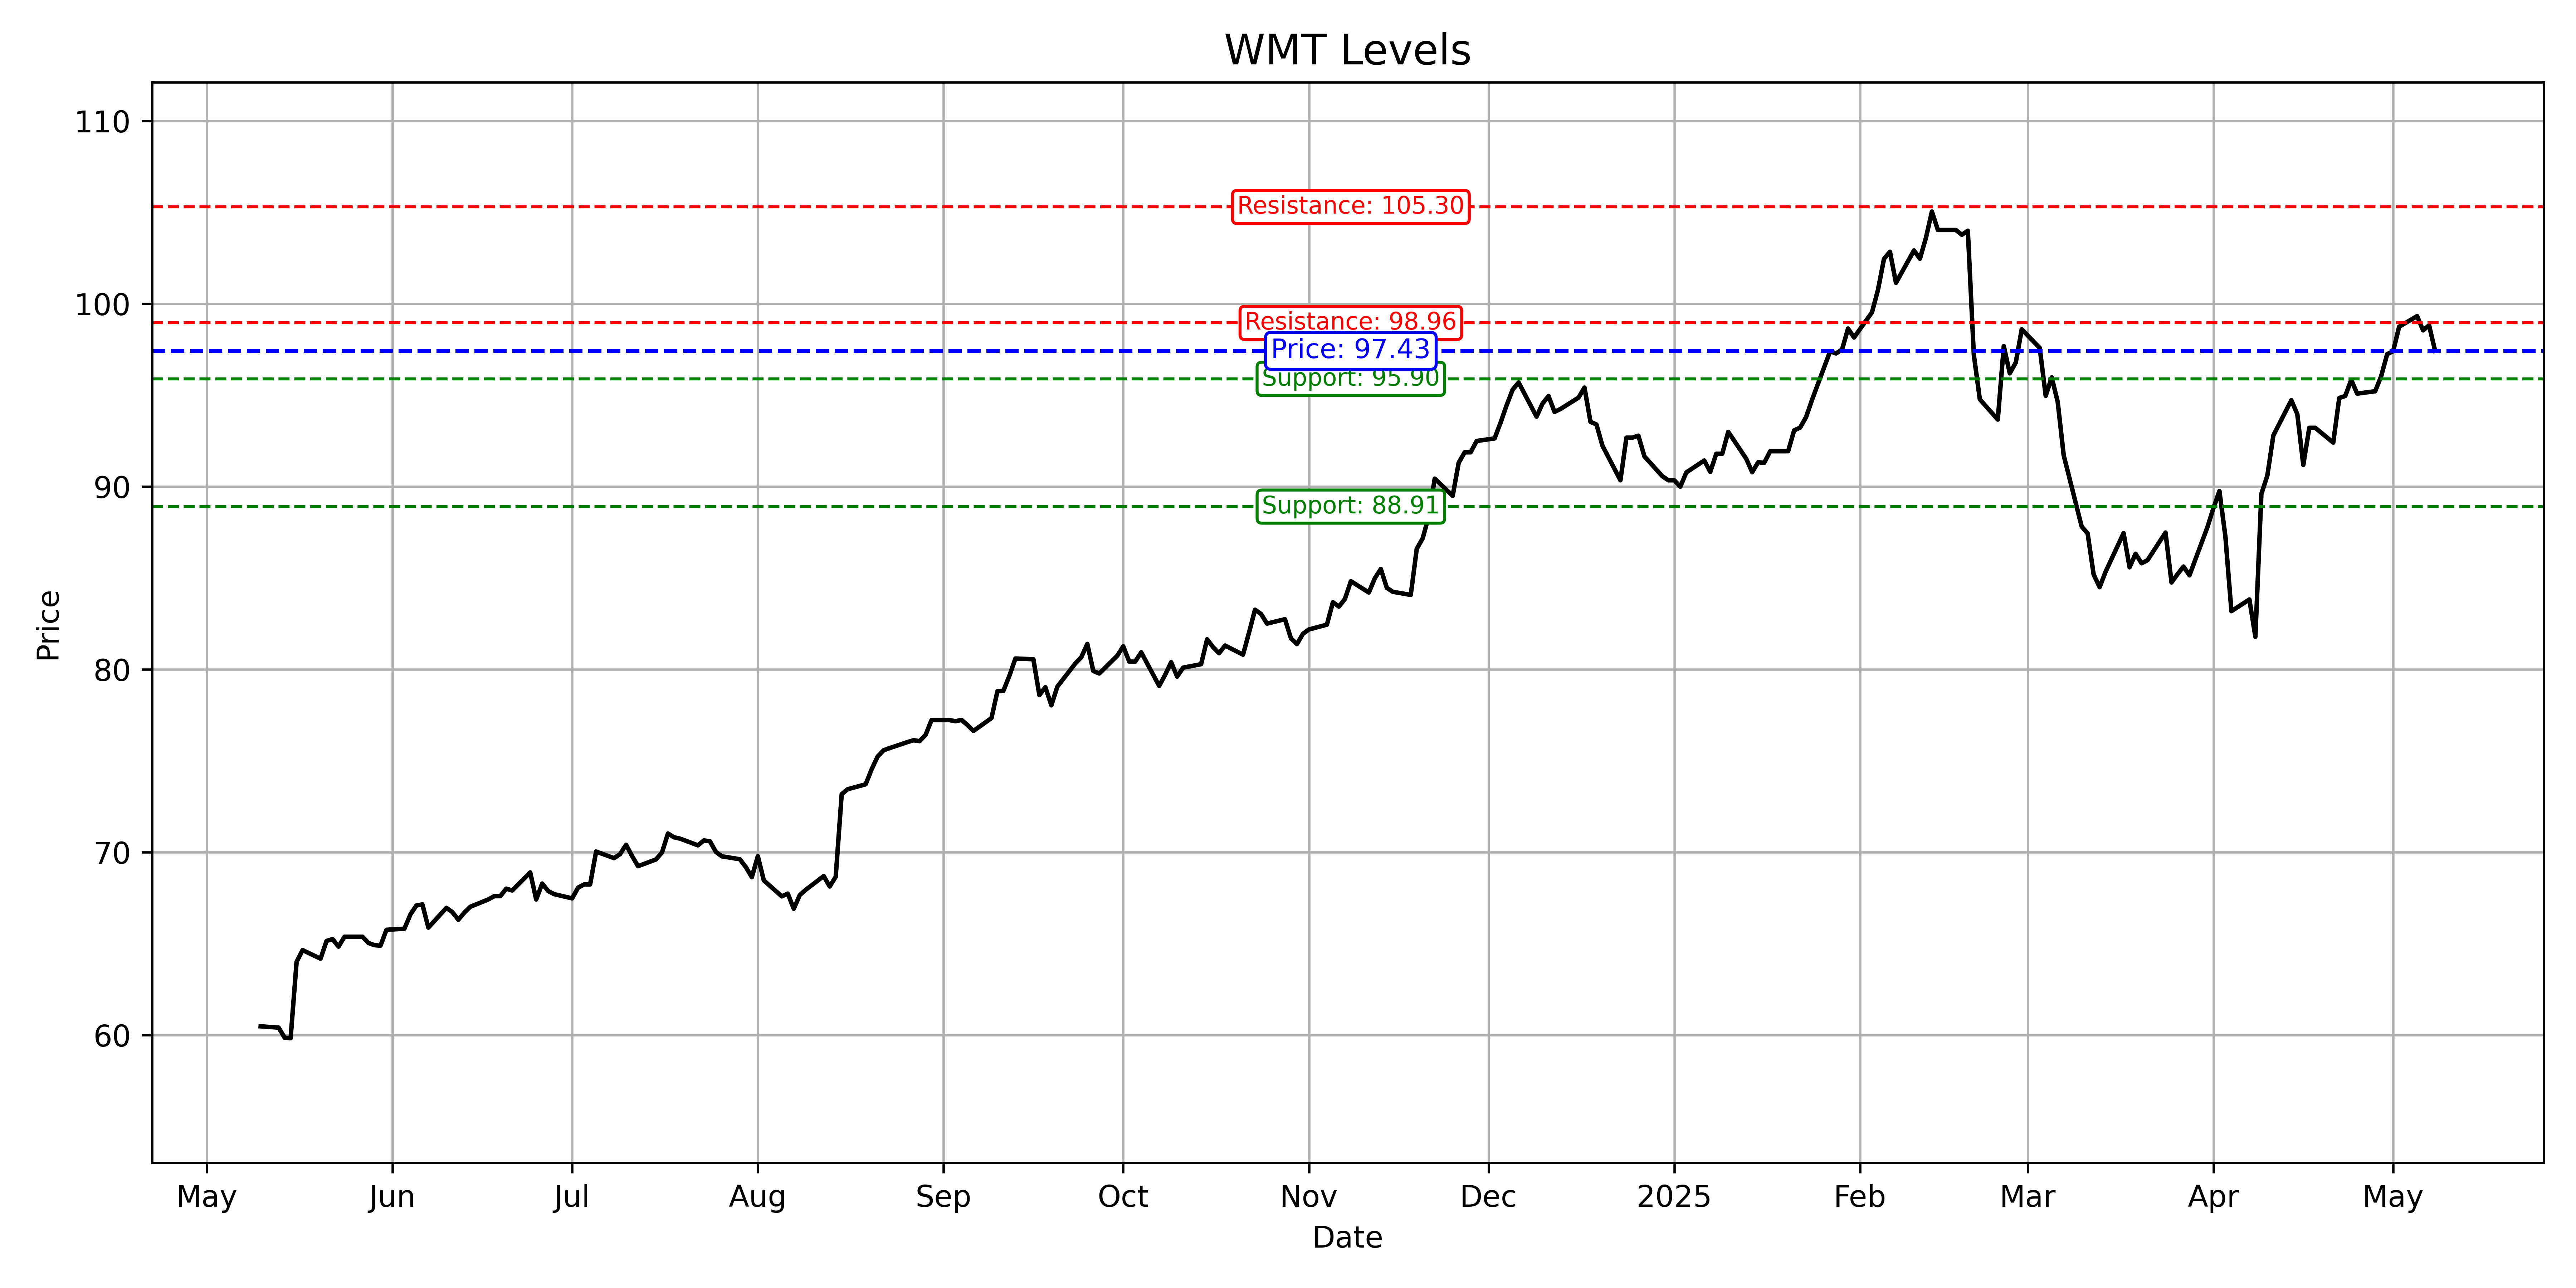 WMT Levels
110
100
90
80
70
60
Price
Resistance: 105.30
Resistance: 98.96
Price: 97.43
Support: 95.90
Support: 88.91
May
Jun
Jul
Aug
Sep
Oct
Nov
Dec
2025
Feb
Mar
Apr
May
Date